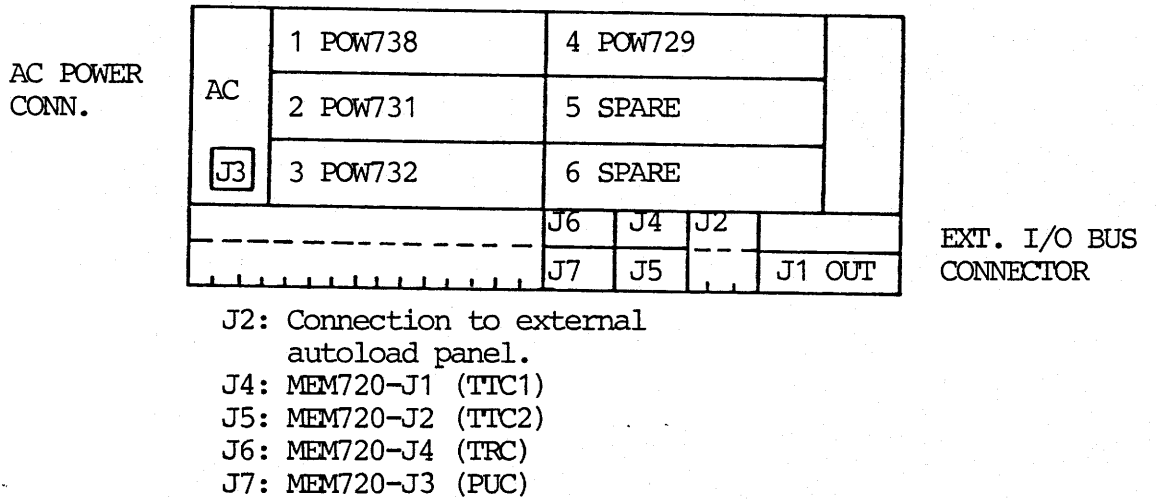 AC POWER
CONN.
AC
J3
1 POW738
2 POW731
3 POW732
4 POW729
5 SPARE
6 SPARE
J6
J4
J2
J7
J5
J1 OUT
EXT. I/O BUS
CONNECTOR
J2: Connection to external
autoload panel.
J4: MEM720-J1 (TTC1)
J5: MEM720-J2 (TTC2)
J6: MEM720-J4 (TRC)
J7: MEM720-J3 (PUC)